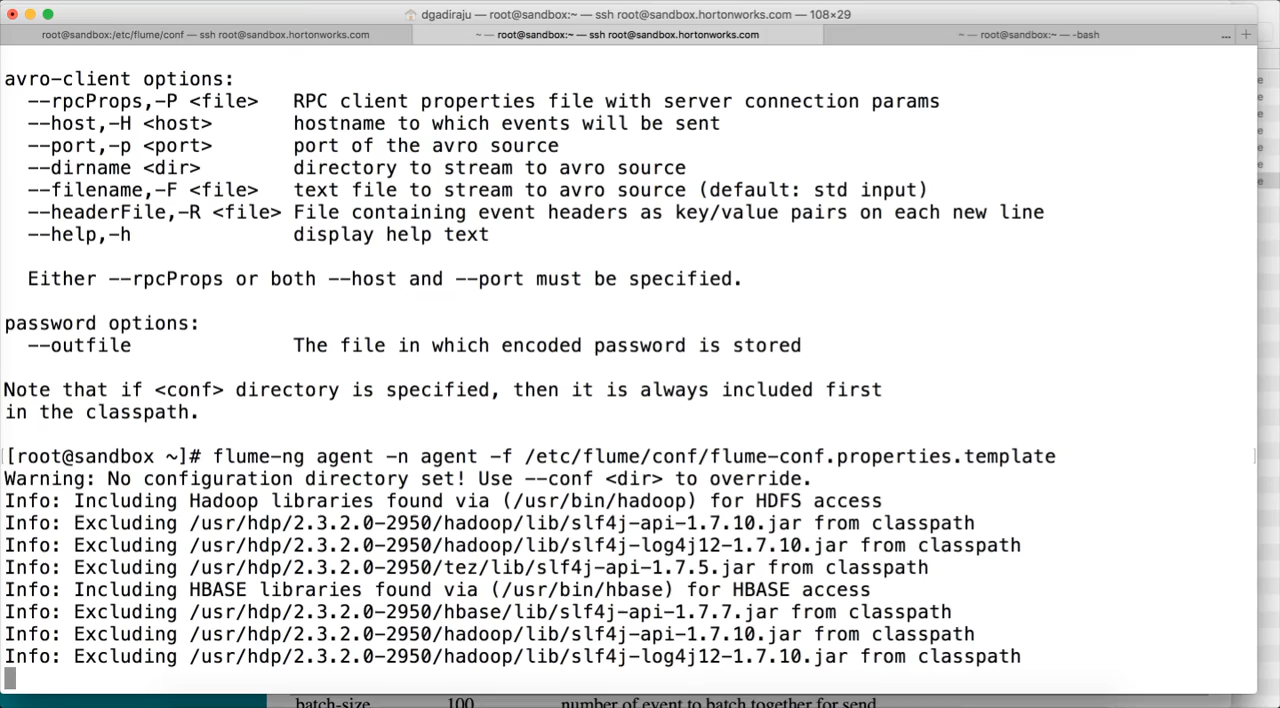 dgadiraju — root@sandbox:~ — ssh root@sandbox.hortonworks.com — 108×29
root@sandbox:/etc/flume/conf — ssh root@sandbox.hortonworks.com
~ — root@sandbox:~ — ssh root@sandbox.hortonworks.com
~ — root@sandbox:~ — -bash
avro-client options:
--rpcProps,-P <file> RPC client properties file with server connection params
--host,-H <host> hostname to which events will be sent
--port,-p <port> port of the avro source
--dirname <dir> directory to stream to avro source
--filename,-F <file> text file to stream to avro source (default: std input)
--headerFile,-R <file> File containing event headers as key/value pairs on each new line
--help,-h display help text
Either --rpcProps or both --host and --port must be specified.
password options:
--outfile The file in which encoded password is stored
Note that if <conf> directory is specified, then it is always included first
in the classpath.
[root@sandbox ~]# flume-ng agent -n agent -f /etc/flume/conf/flume-conf.properties.template
Warning: No configuration directory set! Use --conf <dir> to override.
Info: Including Hadoop libraries found via (/usr/bin/hadoop) for HDFS access
Info: Excluding /usr/hdp/2.3.2.0-2950/hadoop/lib/slf4j-api-1.7.10.jar from classpath
Info: Excluding /usr/hdp/2.3.2.0-2950/hadoop/lib/slf4j-log4j12-1.7.10.jar from classpath
Info: Excluding /usr/hdp/2.3.2.0-2950/tez/lib/slf4j-api-1.7.5.jar from classpath
Info: Including HBASE libraries found via (/usr/bin/hbase) for HBASE access
Info: Excluding /usr/hdp/2.3.2.0-2950/hbase/lib/slf4j-api-1.7.7.jar from classpath
Info: Excluding /usr/hdp/2.3.2.0-2950/hadoop/lib/slf4j-api-1.7.10.jar from classpath
Info: Excluding /usr/hdp/2.3.2.0-2950/hadoop/lib/slf4j-log4j12-1.7.10.jar from classpath
batch-size 100 number of event to batch together for send